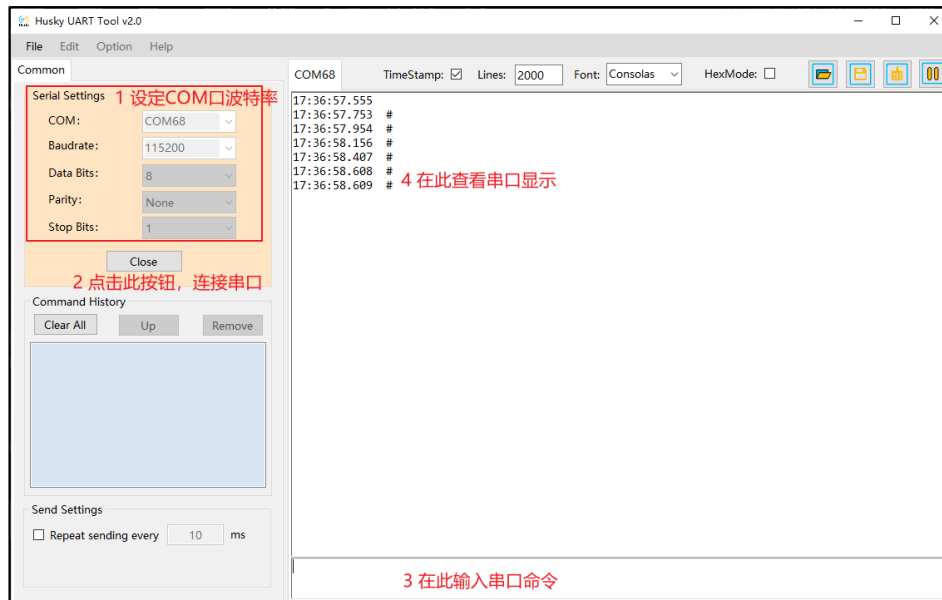 Husky UART Tool v2.0
File Edit Option Help
Common
Serial Settings 1 设定COM口波特率
COM: COM68
Baudrate: 115200
Data Bits: 8
Parity: None
Stop Bits: 1
Close
2 点击此按钮，连接串口
Command History
Clear All Up Remove
Send Settings
Repeat sending every 10 ms
COM68 TimeStamp: Lines: 2000 Font: Consolas HexMode:
17:36:57.555
17:36:57.753 #
17:36:57.954 #
17:36:58.156 #
17:36:58.407 #
17:36:58.608 #
17:36:58.609 # 4 在此查看串口显示
3 在此输入串口命令